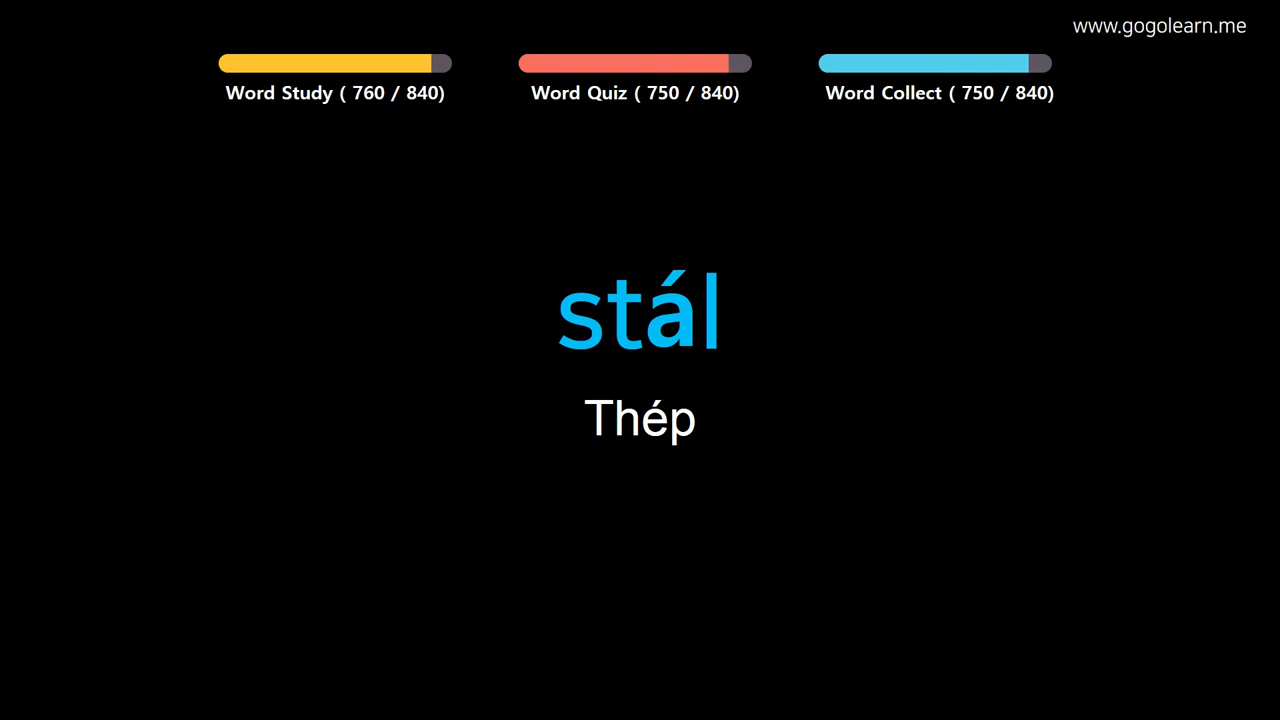 www.gogolearn.me
Word Study ( 760 / 840)
Word Quiz ( 750 / 840)
Word Collect ( 750 / 840)
stál
Thép